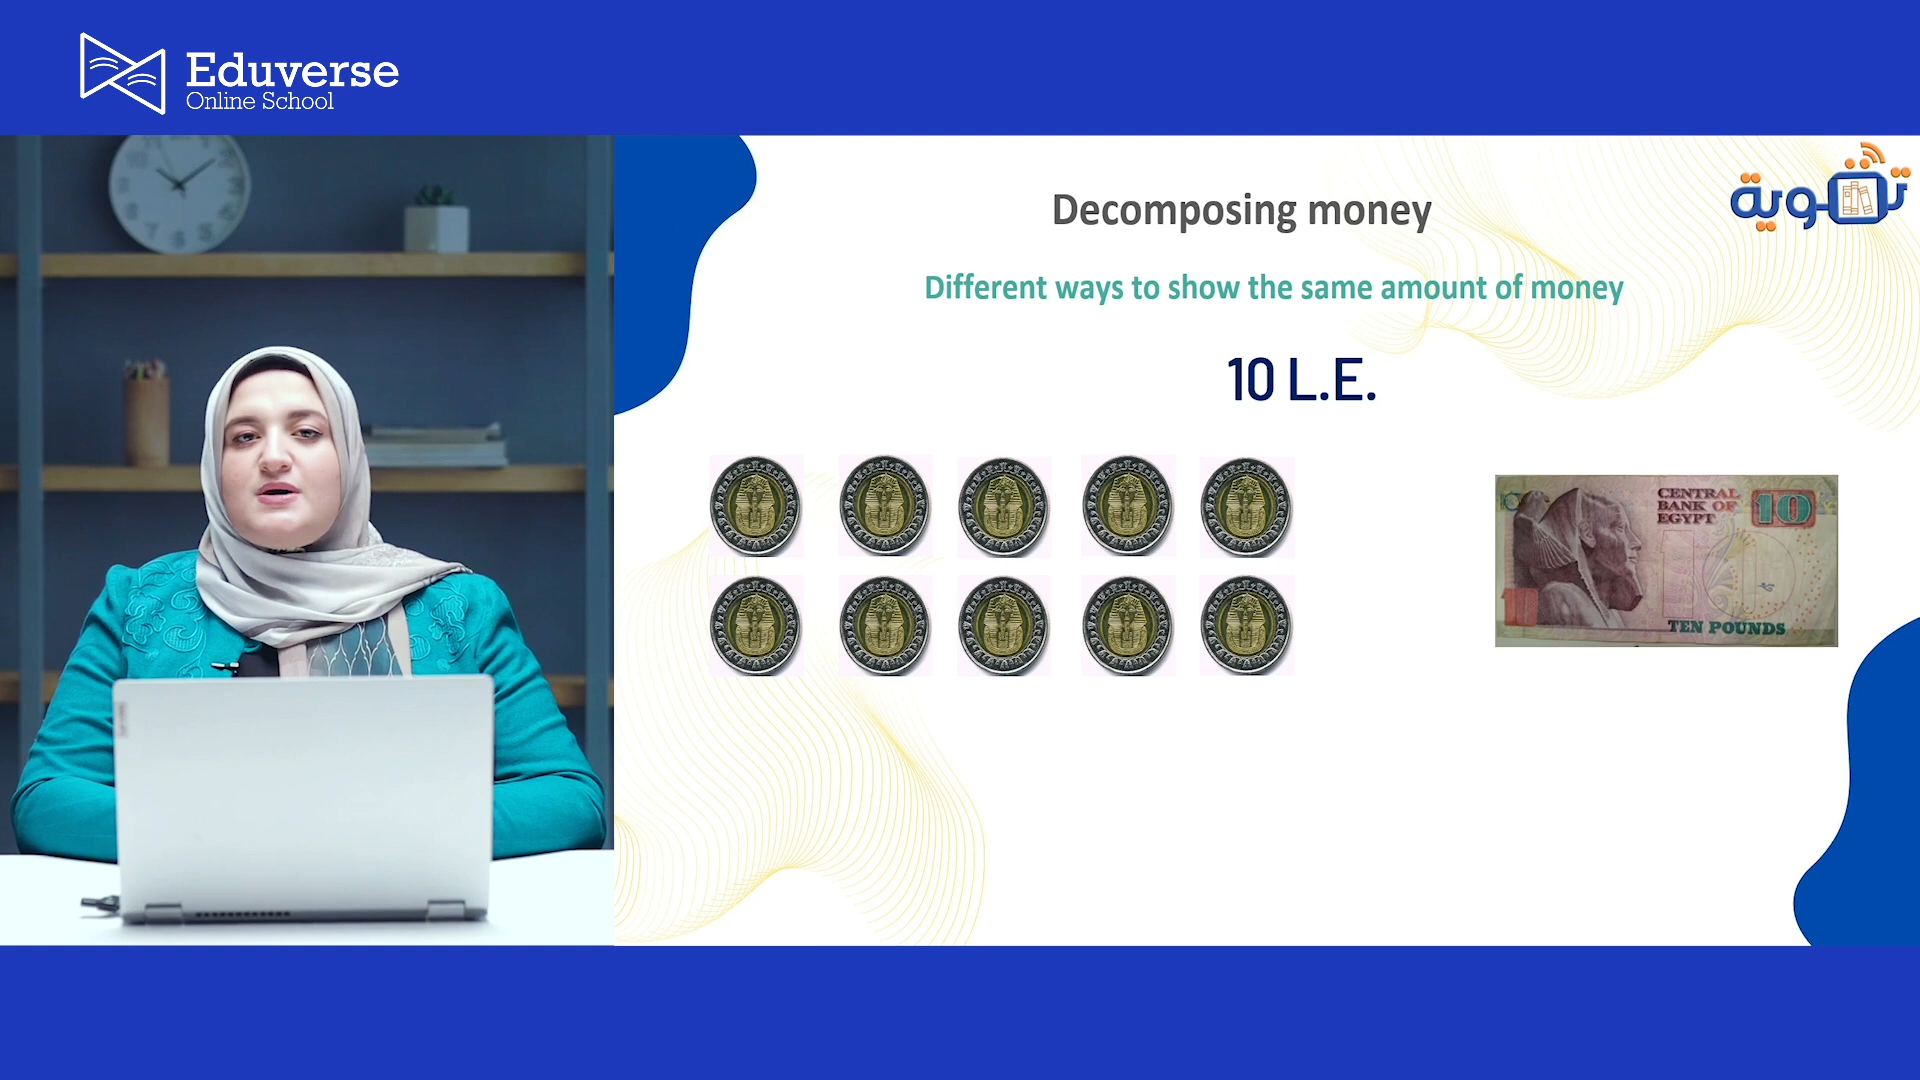 Eduverse
Online School
تقوية
Decomposing money
Different ways to show the same amount of money
10 L.E.
CENTRAL
BANK OF
EGYPT
10
TEN POUNDS